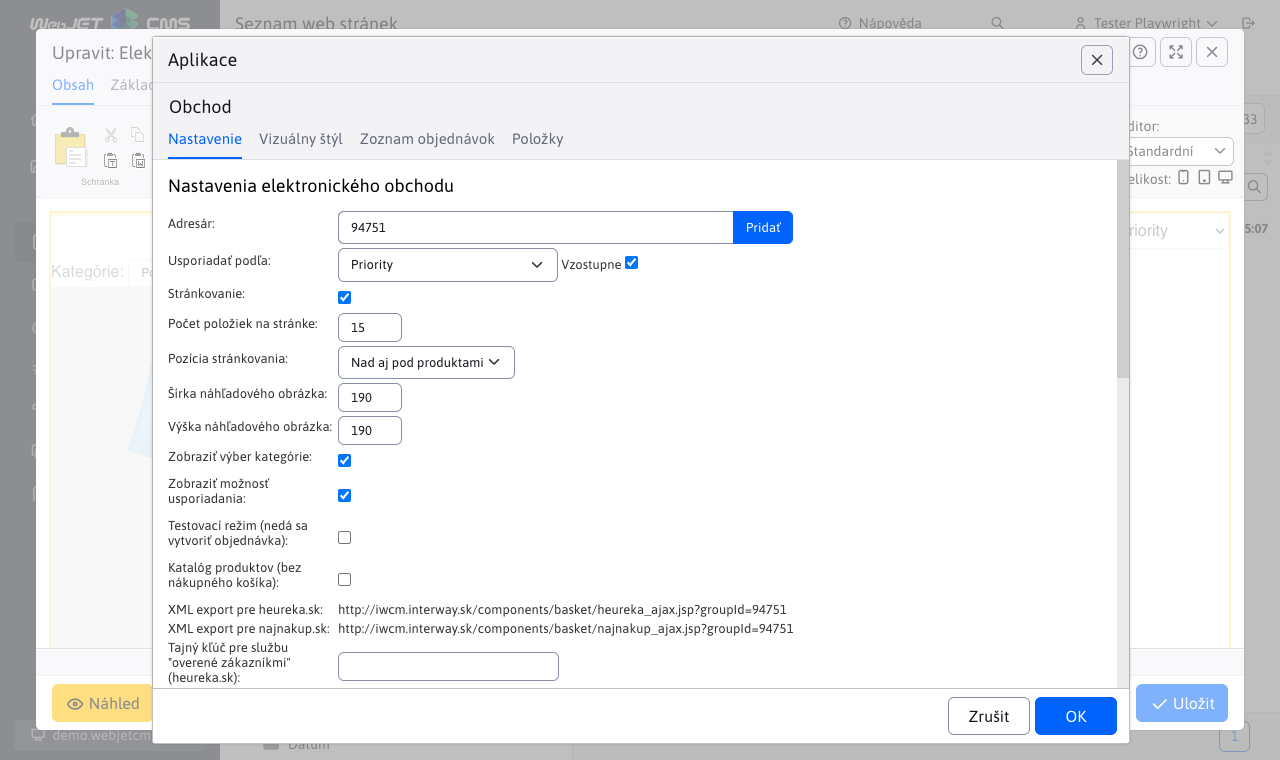 WebJET CMS
Seznam web stránek
Nápověda
Tester Playwright
Upravit: Elek
Obsah
Základ
Schránka
ditor:
Standardní
elikost:
33
5:07
Kategórie:
Po
riority
Aplikace
Obchod
Nastavenie
Vizuálny štýl
Zoznam objednávok
Položky
Nastavenia elektronického obchodu
Adresár:
94751
Pridať
Usporiadať podľa:
Priority
Vzostupne
Stránkovanie:
Počet položiek na stránke:
15
Pozícia stránkovania:
Nad aj pod produktami
Šírka náhľadového obrázka:
190
Výška náhľadového obrázka:
190
Zobraziť výber kategórie:
Zobraziť možnosť
usporiadania:
Testovací režim (nedá sa
vytvoriť objednávka):
Katalóg produktov (bez
nákupného košíka):
XML export pre heureka.sk:
http://iwcm.interway.sk/components/basket/heureka_ajax.jsp?groupId=94751
XML export pre najnakup.sk:
http://iwcm.interway.sk/components/basket/najnakup_ajax.jsp?groupId=94751
Tajný kľúč pre službu
"overené zákazníkmi"
(heureka.sk):
Zrušit
OK
Náhled
Uložit
demo.webjetcm
Datum
1